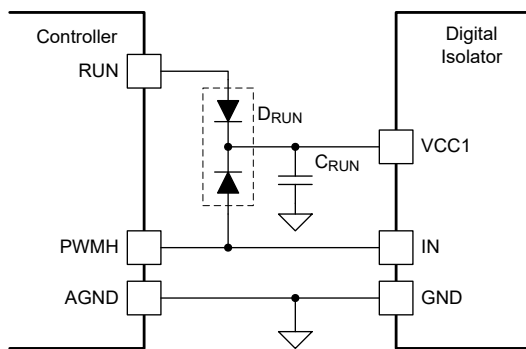 Controller
Digital
Isolator
RUN
DRUN
VCC1
CRUN
PWMH
IN
AGND
GND